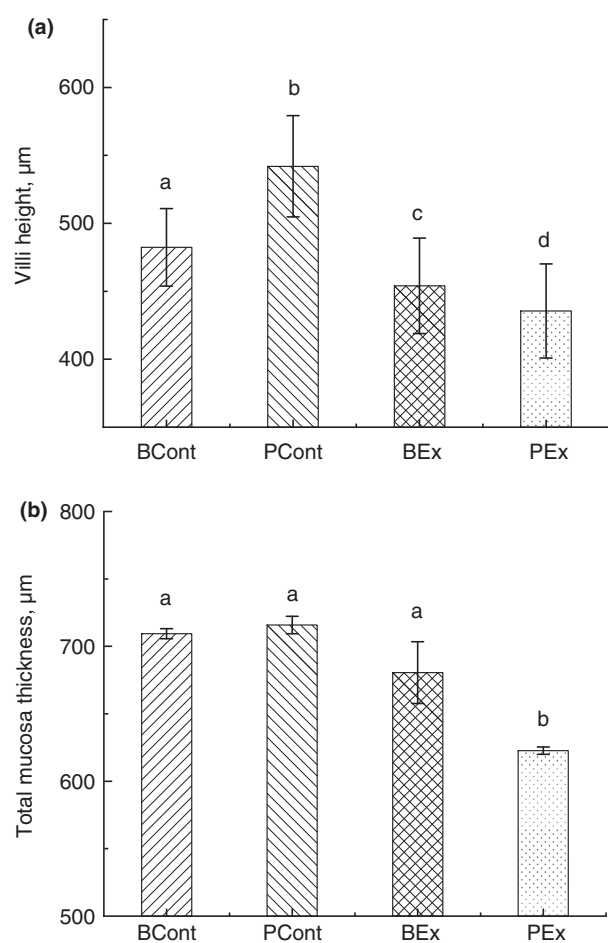 (a)
600
500
400
Villi height, µm
a
b
c
d
BCont PCont BEx PEx
(b)
800
700
600
500
Total mucosa thickness, µm
a
a
a
b
BCont PCont BEx PEx